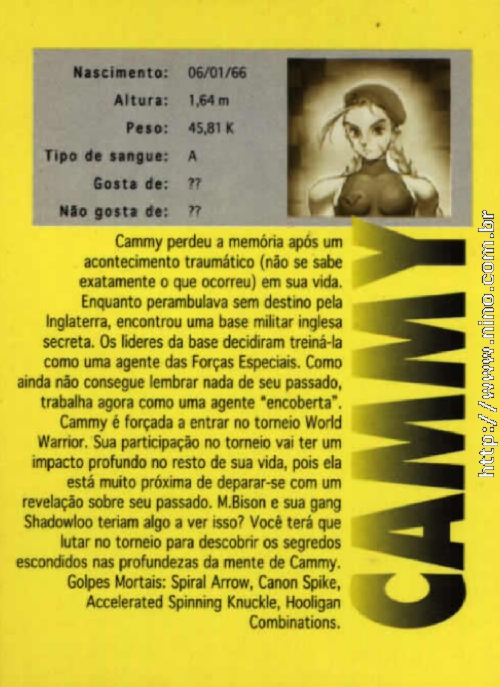 Nascimento: 06/01/66
Altura: 1,64 m
Peso: 45,81 K
Tipo de sangue: A
Gosta de: ??
Não gosta de: ??
Cammy perdeu a memória após um
acontecimento traumático (não se sabe
exatamente o que ocorreu) em sua vida.
Enquanto perambulava sem destino pela
Inglaterra, encontrou uma base militar inglesa
secreta. Os lideres da base decidiram treiná-la
como uma agente das Forças Especiais. Como
ainda não consegue lembrar nada de seu passado,
trabalha agora como uma agente "encoberta".
Cammy é forçada a entrar no torneio World
Warrior. Sua participação no torneio vai ter um
impacto profundo no resto de sua vida, pois ela
está muito próxima de deparar-se com um
revelação sobre seu passado. M.Bison e sua gang
Shadowloo teriam algo a ver isso? Você terá que
lutar no torneio para descobrir os segredos
escondidos nas profundezas da mente de Cammy.
Golpes Mortais: Spiral Arrow, Canon Spike,
Accelerated Spinning Knuckle, Hooligan
Combinations.
CAMMY
http://www.nimo.com.br